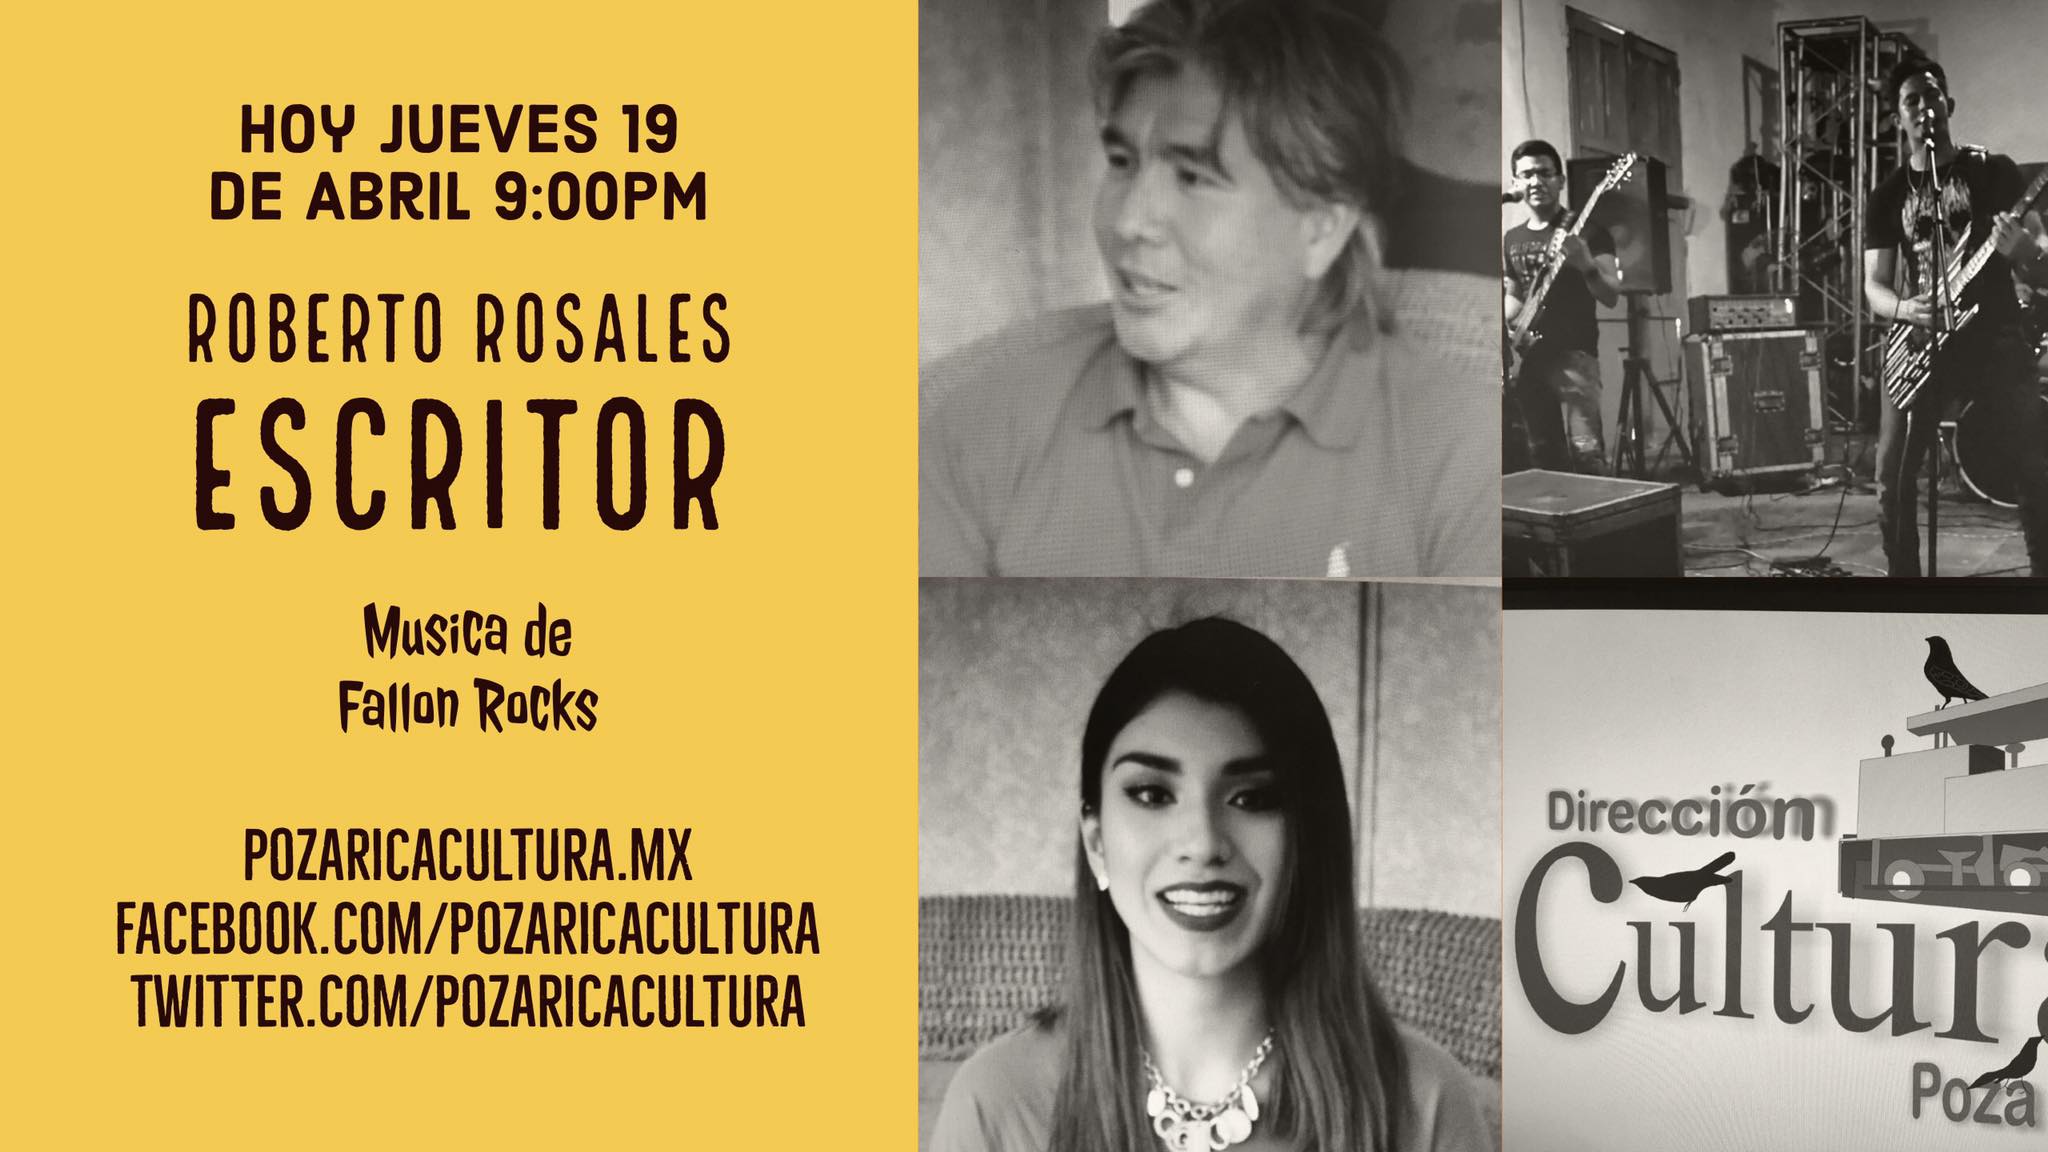 HOY JUEVES 19
DE ABRIL 9:00PM
ROBERTO ROSALES
ESCRITOR
Musica de
Fallon Rocks
POZARICACULTURA.MX
FACEBOOK.COM/POZARICACULTURA
TWITTER.COM/POZARICACULTURA
Dirección
Cultura
Poza